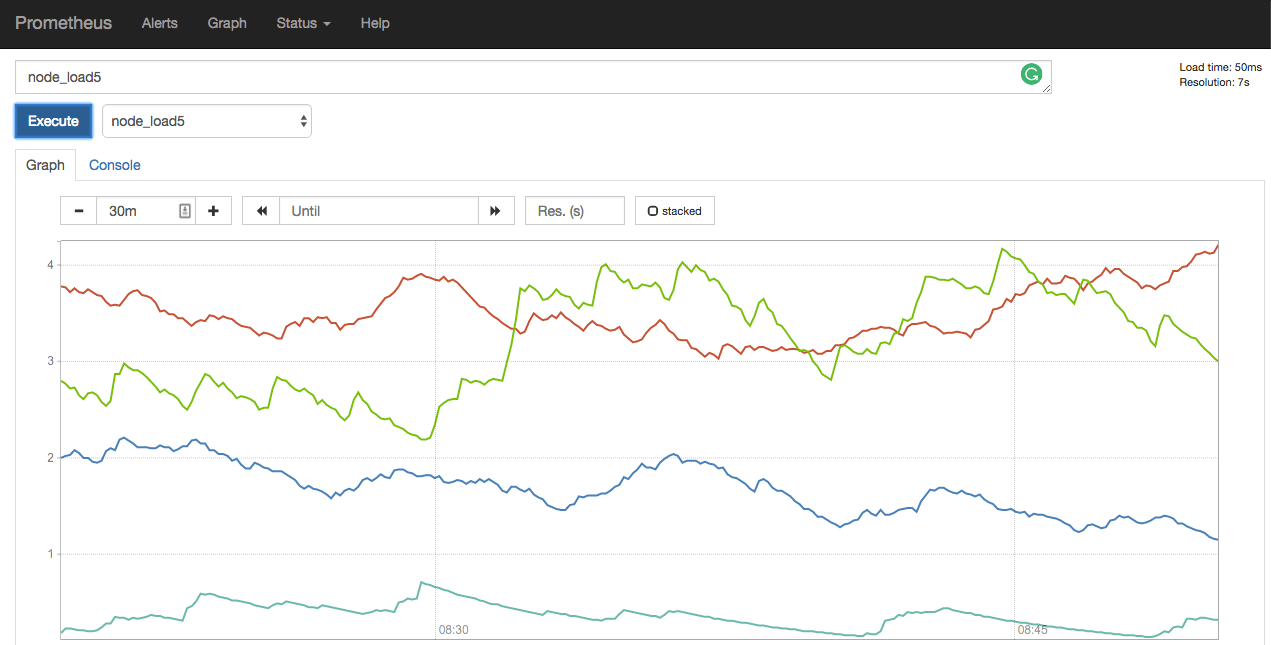 Prometheus Alerts Graph Status Help
node_load5
Load time: 50ms
Resolution: 7s
Execute node_load5
Graph Console
30m Until Res. (s) stacked
4
3
2
1
08:30 08:45